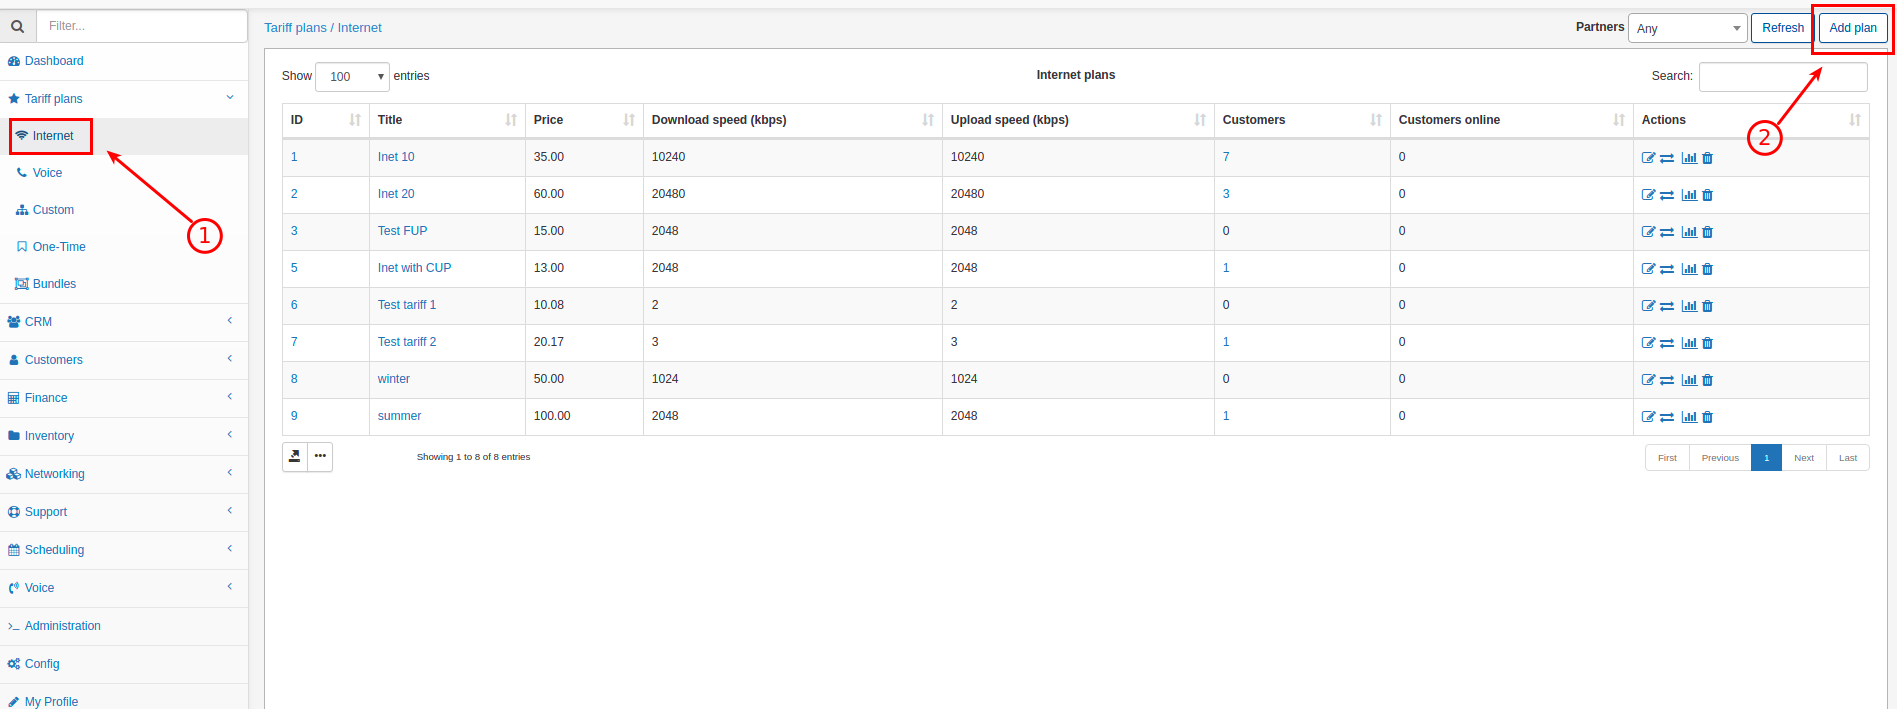 Filter...
Dashboard
Tariff plans
Internet
Voice
Custom
One-Time
Bundles
CRM
Customers
Finance
Inventory
Networking
Support
Scheduling
Voice
Administration
Config
My Profile
1
Tariff plans / Internet
Partners Any Refresh Add plan
2
Show 100 entries Internet plans Search:
ID Title Price Download speed (kbps) Upload speed (kbps) Customers Customers online Actions
1 Inet 10 35.00 10240 10240 7 0
2 Inet 20 60.00 20480 20480 3 0
3 Test FUP 15.00 2048 2048 0 0
5 Inet with CUP 13.00 2048 2048 1 0
6 Test tariff 1 10.08 2 2 0 0
7 Test tariff 2 20.17 3 3 1 0
8 winter 50.00 1024 1024 0 0
9 summer 100.00 2048 2048 1 0
Showing 1 to 8 of 8 entries First Previous 1 Next Last